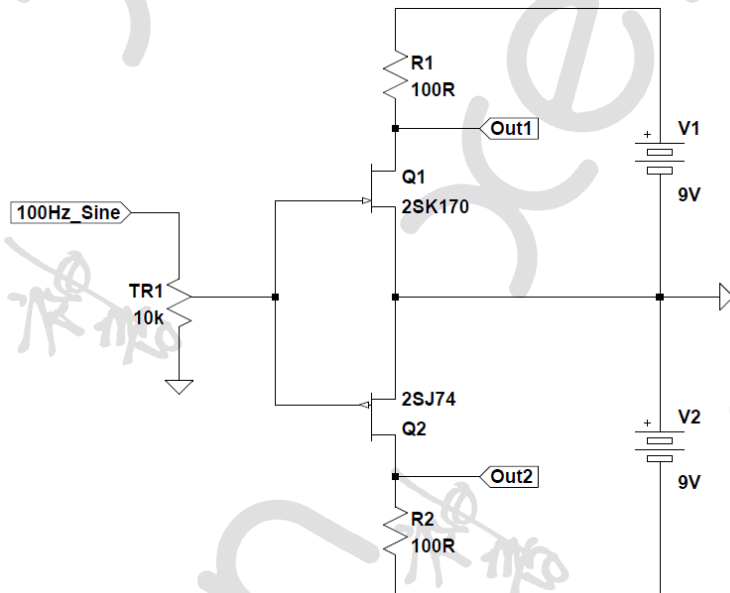 R1
100R
Out1
+
V1
Q1
9V
2SK170
100Hz_Sine
TR1
10k
2SJ74
Q2
+
V2
Out2
9V
R2
100R